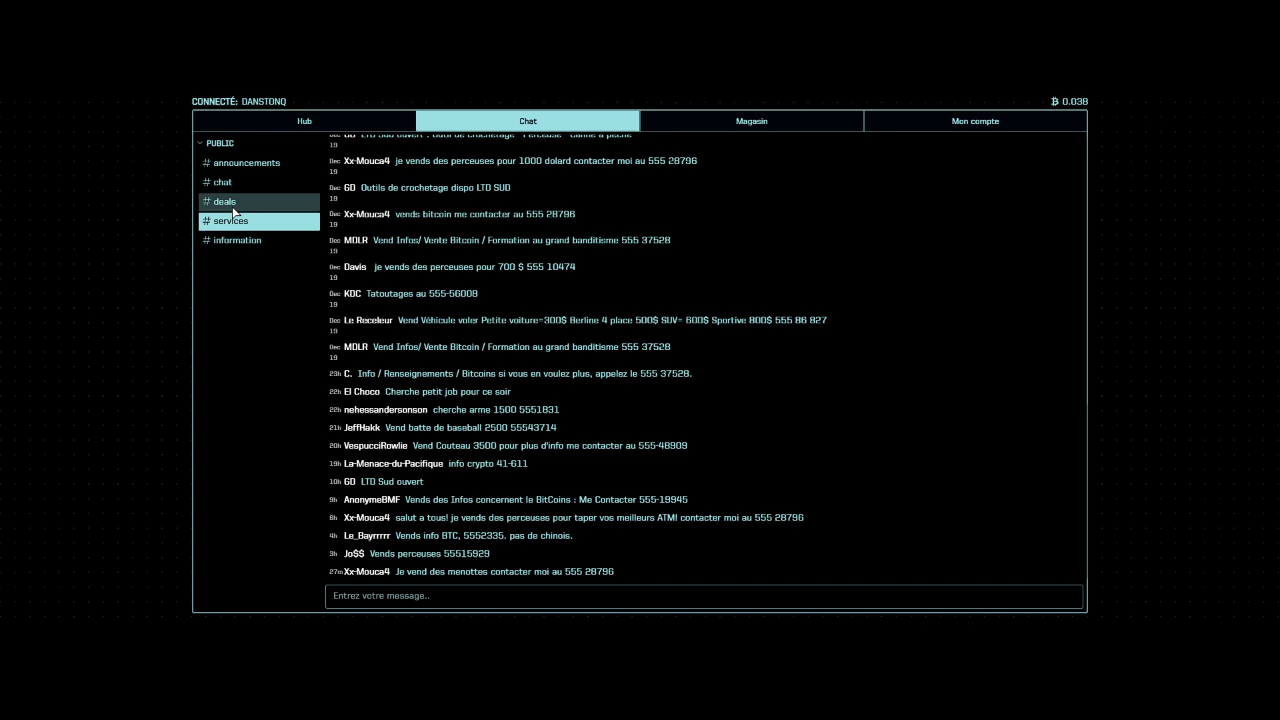 CONNECTÉ: DANSTONQ
0.038
Hub
Chat
Magasin
Mon compte
PUBLIC
# announcements
# chat
# deals
# services
# information
19
Dec Xx-Mouca4 je vends des perceuses pour 1000 dolard contacter moi au 555 28796
19
Dec GD Outils de crochetage dispo LTD SUD
19
Dec Xx-Mouca4 vends bitcoin me contacter au 555 28796
19
Dec MDLR Vend Infos/ Vente Bitcoin / Formation au grand banditisme 555 37528
19
Dec Davis je vends des perceuses pour 700 $ 555 10474
19
Dec KDC Tatoutages au 555-56008
19
Dec Le Receleur Vend Véhicule voler Petite voiture=300$ Berline 4 place 500$ SUV= 600$ Sportive 800$ 555 86 827
19
Dec MDLR Vend Infos/ Vente Bitcoin / Formation au grand banditisme 555 37528
19
23h C. Info / Renseignements / Bitcoins si vous en voulez plus, appelez le 555 37528.
22h El Choco Cherche petit job pour ce soir
22h nehessandersonson cherche arme 1500 5551831
21h JeffHakk Vend batte de baseball 2500 55543714
20h VespucciRowlie Vend Couteau 3500 pour plus d'info me contacter au 555-48909
19h La-Menace-du-Pacifique info crypto 41-611
10h GD LTD Sud ouvert
9h AnonymeBMF Vends des Infos concernent le BitCoins : Me Contacter 555-19945
6h Xx-Mouca4 salut a tous! je vends des perceuses pour taper vos meilleurs ATM! contacter moi au 555 28796
4h Le_Bayrrrrr Vends info BTC, 5552335. pas de chinois.
3h Jo$$ Vends perceuses 55515929
27m Xx-Mouca4 Je vend des menottes contacter moi au 555 28796
Entrez votre message..